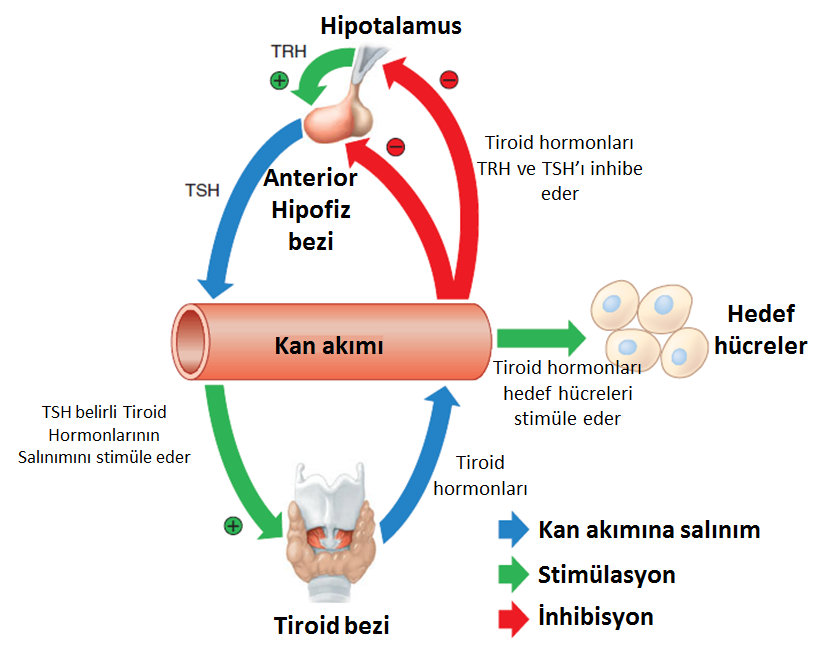 Hipotalamus
TRH
+
−
−
Tiroid hormonları
TRH ve TSH’ı inhibe
eder
TSH
Anterior
Hipofiz
bezi
Kan akımı
Hedef
hücreler
Tiroid hormonları
hedef hücreleri
stimüle eder
TSH belirli Tiroid
Hormonlarının
Salınımını stimüle eder
Tiroid
hormonları
+
Tiroid bezi
Kan akımına salınım
Stimülasyon
İnhibisyon